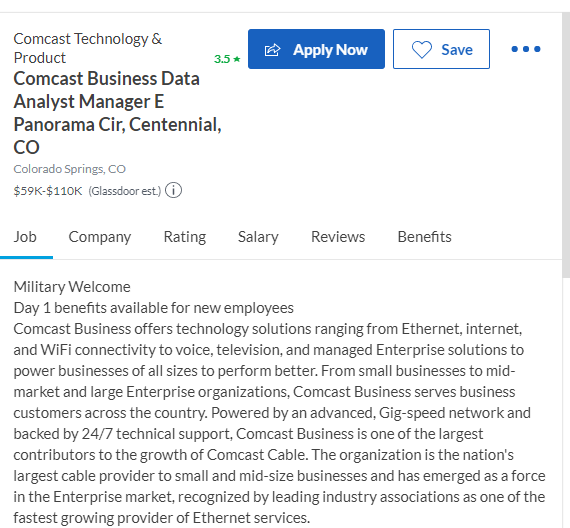 Comcast Technology &
Product
3.5 ★
Apply Now
Save
Comcast Business Data
Analyst Manager E
Panorama Cir, Centennial,
CO
Colorado Springs, CO
$59K-$110K (Glassdoor est.)
Job Company Rating Salary Reviews Benefits
Military Welcome
Day 1 benefits available for new employees
Comcast Business offers technology solutions ranging from Ethernet, internet,
and WiFi connectivity to voice, television, and managed Enterprise solutions to
power businesses of all sizes to perform better. From small businesses to mid-
market and large Enterprise organizations, Comcast Business serves business
customers across the country. Powered by an advanced, Gig-speed network and
backed by 24/7 technical support, Comcast Business is one of the largest
contributors to the growth of Comcast Cable. The organization is the nation's
largest cable provider to small and mid-size businesses and has emerged as a force
in the Enterprise market, recognized by leading industry associations as one of the
fastest growing provider of Ethernet services.